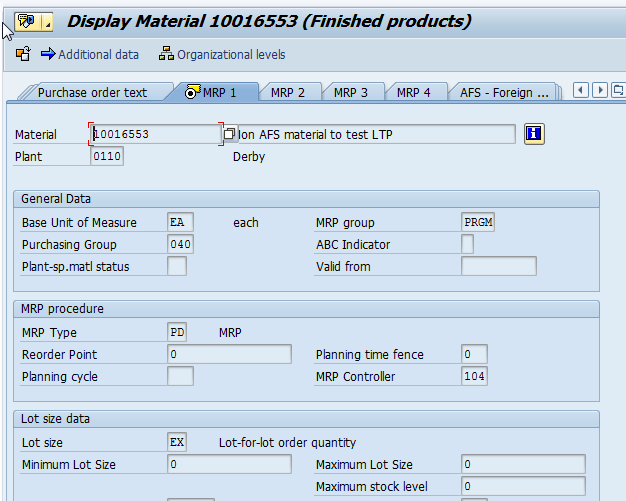 Display Material 10016553 (Finished products)
Additional data Organizational levels
Purchase order text MRP 1 MRP 2 MRP 3 MRP 4 AFS - Foreign ...
Material 10016553 Ion AFS material to test LTP
Plant 0110 Derby
General Data
Base Unit of Measure EA each MRP group PRGM
Purchasing Group 040 ABC Indicator
Plant-sp.matl status Valid from
MRP procedure
MRP Type PD MRP
Reorder Point 0 Planning time fence 0
Planning cycle MRP Controller 104
Lot size data
Lot size EX Lot-for-lot order quantity
Minimum Lot Size 0 Maximum Lot Size 0
Maximum stock level 0